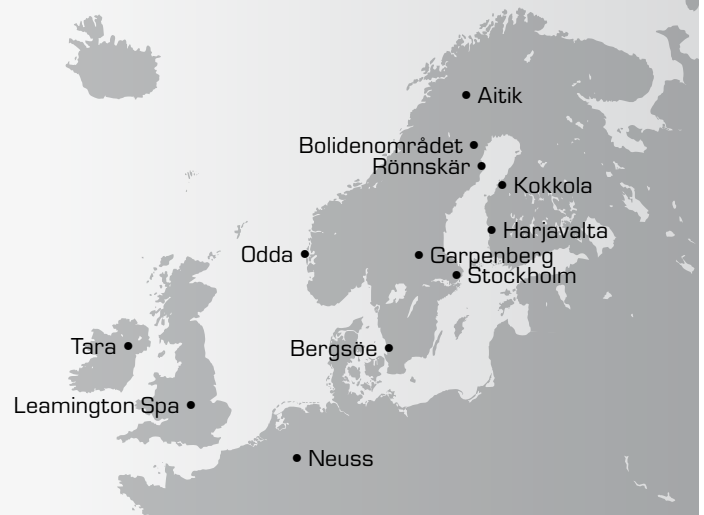 Aitik
Bolidenområdet
Rönnskär
Kokkola
Harjavalta
Odda
Garpenberg
Stockholm
Tara
Bergsöe
Leamington Spa
Neuss